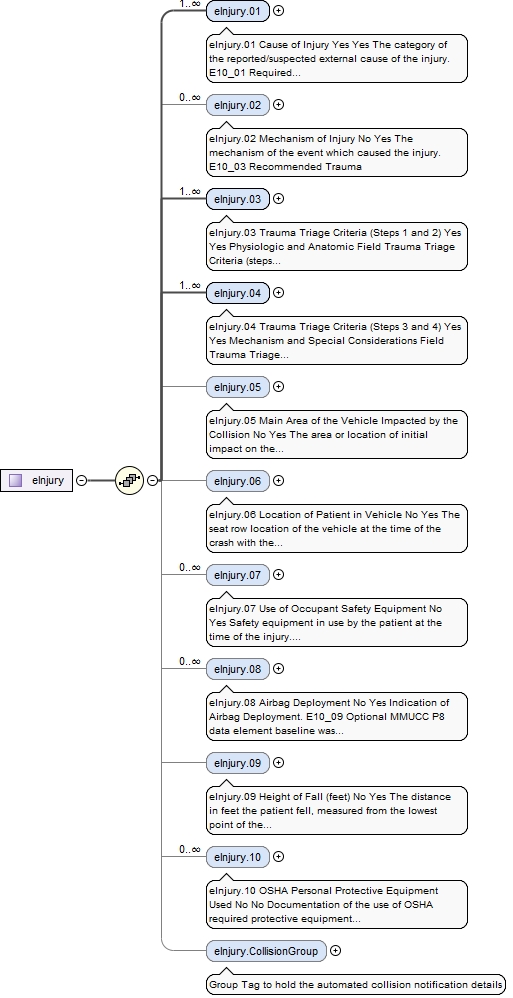 1..∞
eInjury.01
eInjury.01 Cause of Injury Yes Yes The category of
the reported/suspected external cause of the injury.
E10_01 Required...
0..∞
eInjury.02
eInjury.02 Mechanism of Injury No Yes The
mechanism of the event which caused the injury.
E10_03 Recommended Trauma
1..∞
eInjury.03
eInjury.03 Trauma Triage Criteria (Steps 1 and 2) Yes
Yes Physiologic and Anatomic Field Trauma Triage
Criteria (steps...
1..∞
eInjury.04
eInjury.04 Trauma Triage Criteria (Steps 3 and 4) Yes
Yes Mechanism and Special Considerations Field
Trauma Triage...
eInjury.05
eInjury.05 Main Area of the Vehicle Impacted by the
Collision No Yes The area or location of initial
impact on the...
eInjury
eInjury.06
eInjury.06 Location of Patient in Vehicle No Yes The
seat row location of the vehicle at the time of the
crash with the...
0..∞
eInjury.07
eInjury.07 Use of Occupant Safety Equipment No
Yes Safety equipment in use by the patient at the
time of the injury....
0..∞
eInjury.08
eInjury.08 Airbag Deployment No Yes Indication of
Airbag Deployment. E10_09 Optional MMUCC P8
data element baseline was...
eInjury.09
eInjury.09 Height of Fall (feet) No Yes The distance
in feet the patient fell, measured from the lowest
point of the...
0..∞
eInjury.10
eInjury.10 OSHA Personal Protective Equipment
Used No No Documentation of the use of OSHA
required protective equipment...
eInjury.CollisionGroup
Group Tag to hold the automated collision notification details